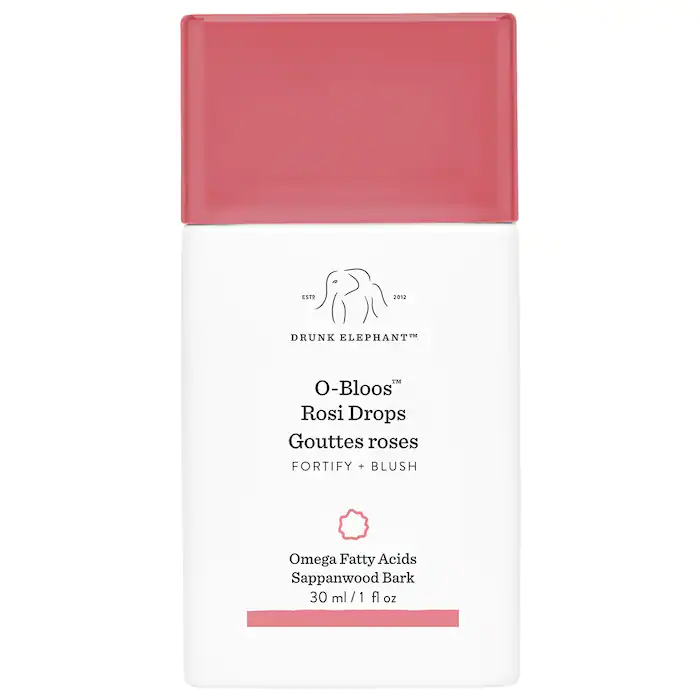 ESTD 2012
DRUNK ELEPHANT™
O-Bloos™
Rosi Drops
Gouttes roses
FORTIFY + BLUSH
Omega Fatty Acids
Sappanwood Bark
30 ml / 1 fl oz